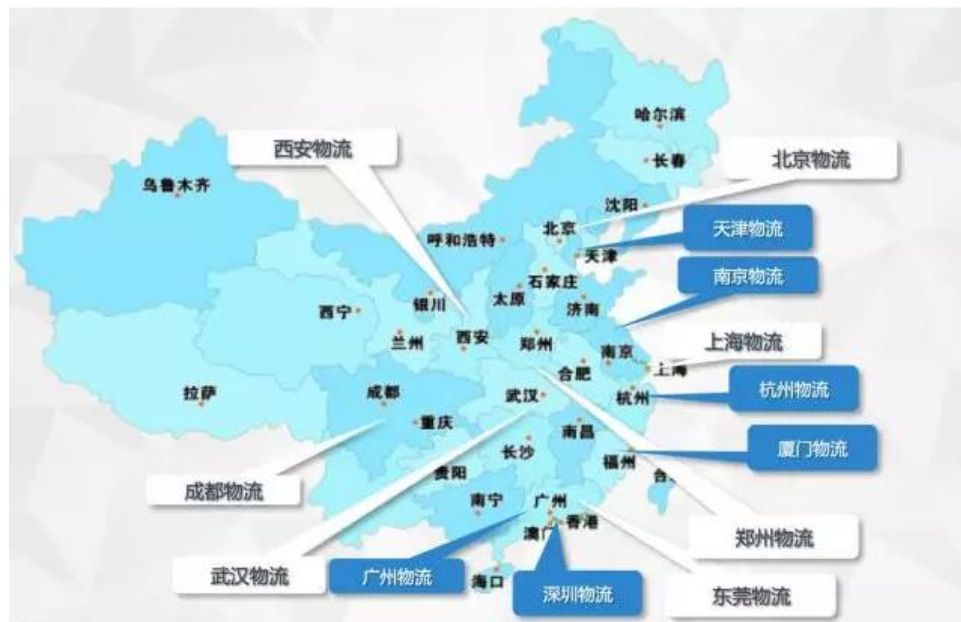 哈尔滨
西安物流
北京物流
长春
乌鲁木齐
沈阳
天津物流
北京
呼和浩特
天津
南京物流
石家庄
银川
太原
西宁
济南
兰州
西安
郑州
上海物流
南京
上海
合肥
拉萨
成都
武汉
杭州
杭州物流
重庆
南昌
厦门物流
长沙
福州
贵阳
成都物流
南宁
广州
香港
郑州物流
武汉物流
广州物流
海口
深圳物流
东莞物流